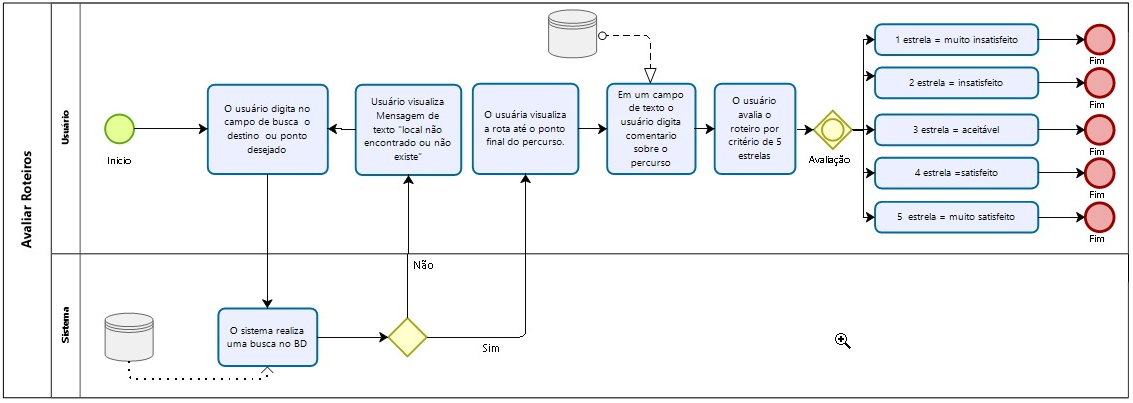 Avaliar Roteiros
Usuário
Inicio
O usuário digita no
campo de busca o
destino ou ponto
desejado
Usuário visualiza
Mensagem de
texto "local não
encontrado ou não
existe"
O usuária visualiza
a rota até o ponto
final do percurso.
Em um campo
de texto o
usuário digita
comentario
sobre o
percurso
O usuário
avalia o
roteiro por
critério de 5
estrelas
Avaliação
1 estrela = muito insatisfeito
Fim
2 estrela = insatisfeito
Fim
3 estrela = aceitável
Fim
4 estrela =satisfeito
Fim
5 estrela = muito satisfeito
Fim
Sistema
O sistema realiza
uma busca no BD
Não
Sim